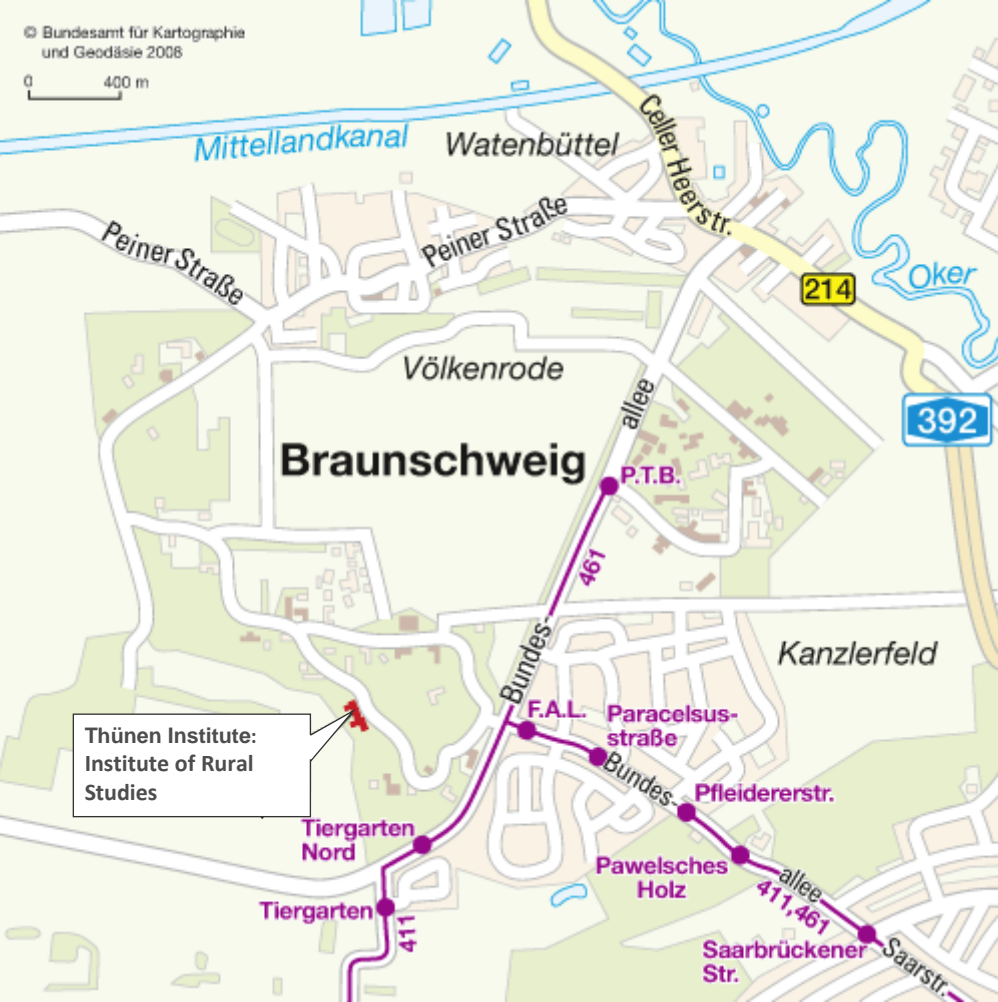 © Bundesamt für Kartographie
und Geodäsie 2008
0 400 m
Mittellandkanal
Watenbüttel
Celler Heerstr.
Peiner Straße
Peiner Straße
214
Oker
Völkenrode
392
allee
Braunschweig
P.T.B.
461
Bundes-
Kanzlerfeld
F.A.L.
Paracelsus-
straße
Thünen Institute:
Institute of Rural
Studies
Bundes-
Pfleidererstr.
Tiergarten
Nord
Pawelsches
Holz
allee
411,461
Tiergarten
411
Saarbrückener
Str.
Saarstr.